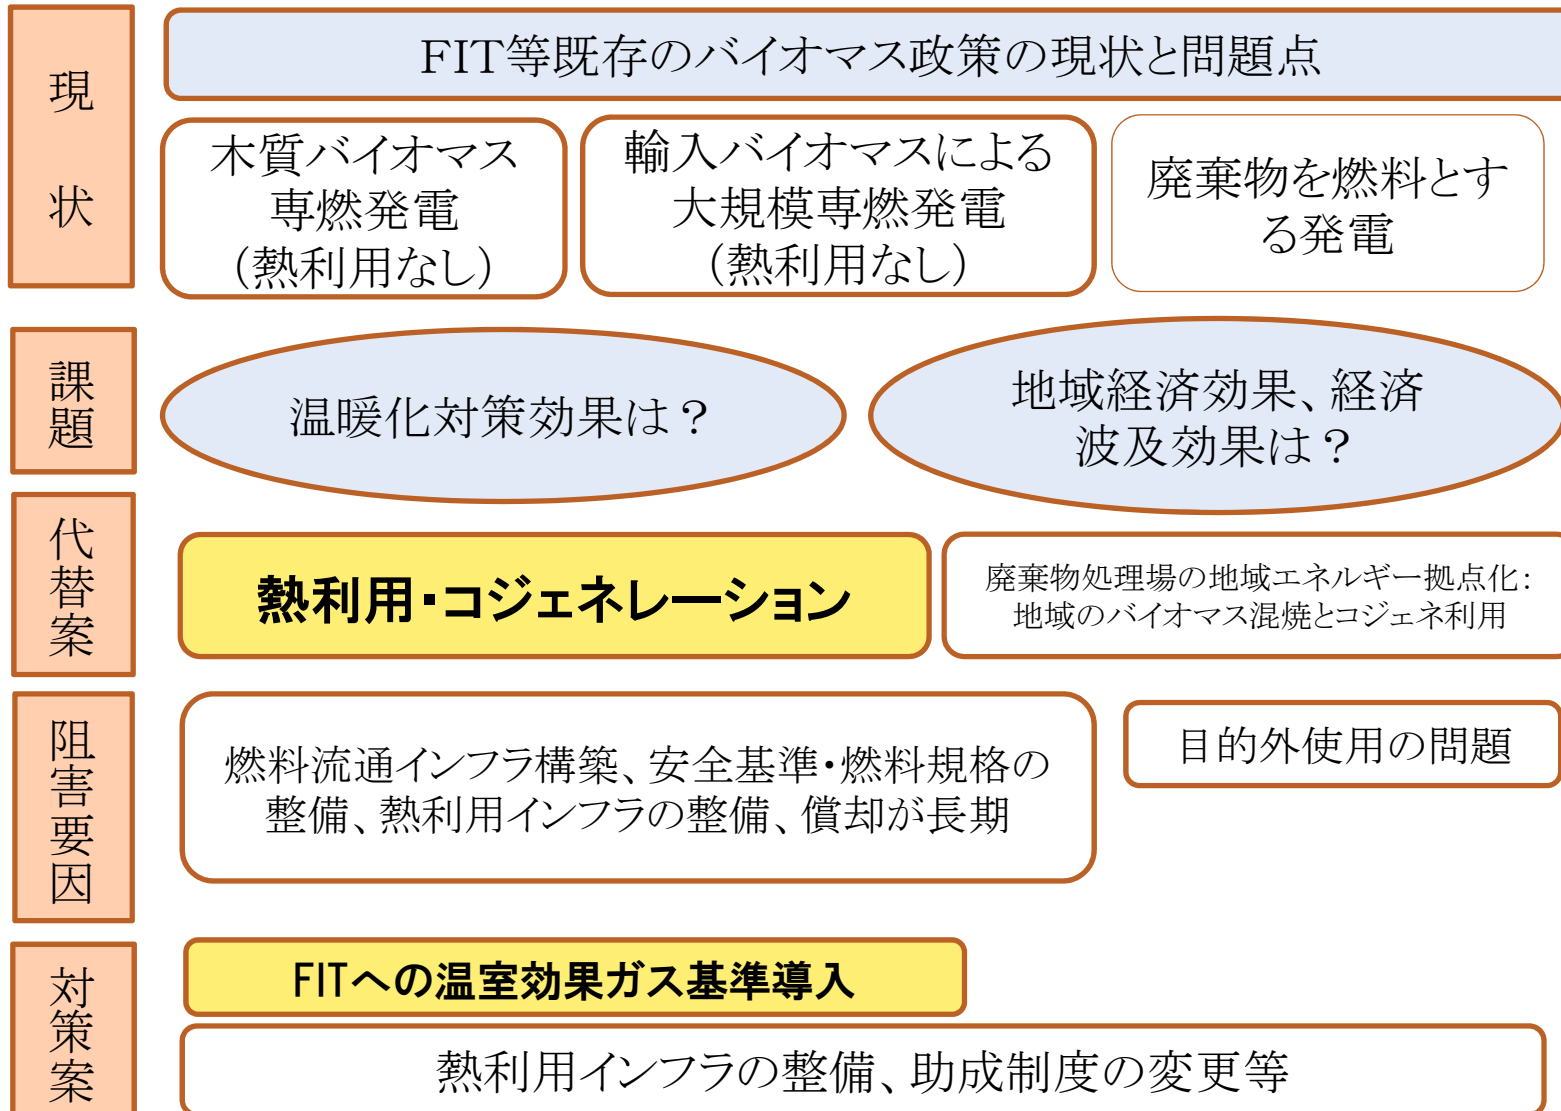 現状
FIT等既存のバイオマス政策の現状と問題点
木質バイオマス
専燃発電
(熱利用なし)
輸入バイオマスによる
大規模専燃発電
(熱利用なし)
廃棄物を燃料とす
る発電
課題
温暖化対策効果は？
地域経済効果、経済
波及効果は？
代替案
熱利用・コジェネレーション
廃棄物処理場の地域エネルギー拠点化：
地域のバイオマス混焼とコジェネ利用
阻害要因
燃料流通インフラ構築、安全基準・燃料規格の
整備、熱利用インフラの整備、償却が長期
目的外使用の問題
対策案
FITへの温室効果ガス基準導入
熱利用インフラの整備、助成制度の変更等